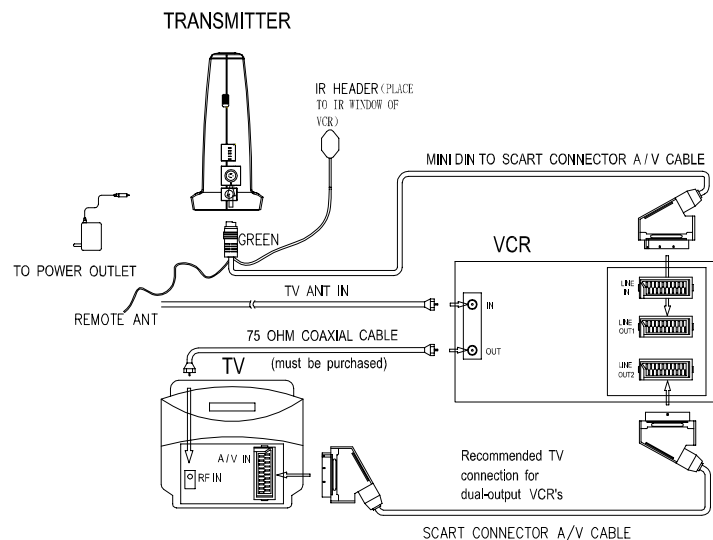 TRANSMITTER
IR HEADER(PLACE
TO IR WINDOW OF
VCR)
MINI DIN TO SCART CONNECTOR A/V CABLE
GREEN
VCR
TO POWER OUTLET
LINE
IN
TV ANT IN
IN
REMOTE ANT
LINE
OUT1
75 OHM COAXIAL CABLE
(must be purchased)
OUT
TV
LINE
OUT2
A/V IN
RF IN
Recommended TV
connection for
dual-output VCR's
SCART CONNECTOR A/V CABLE